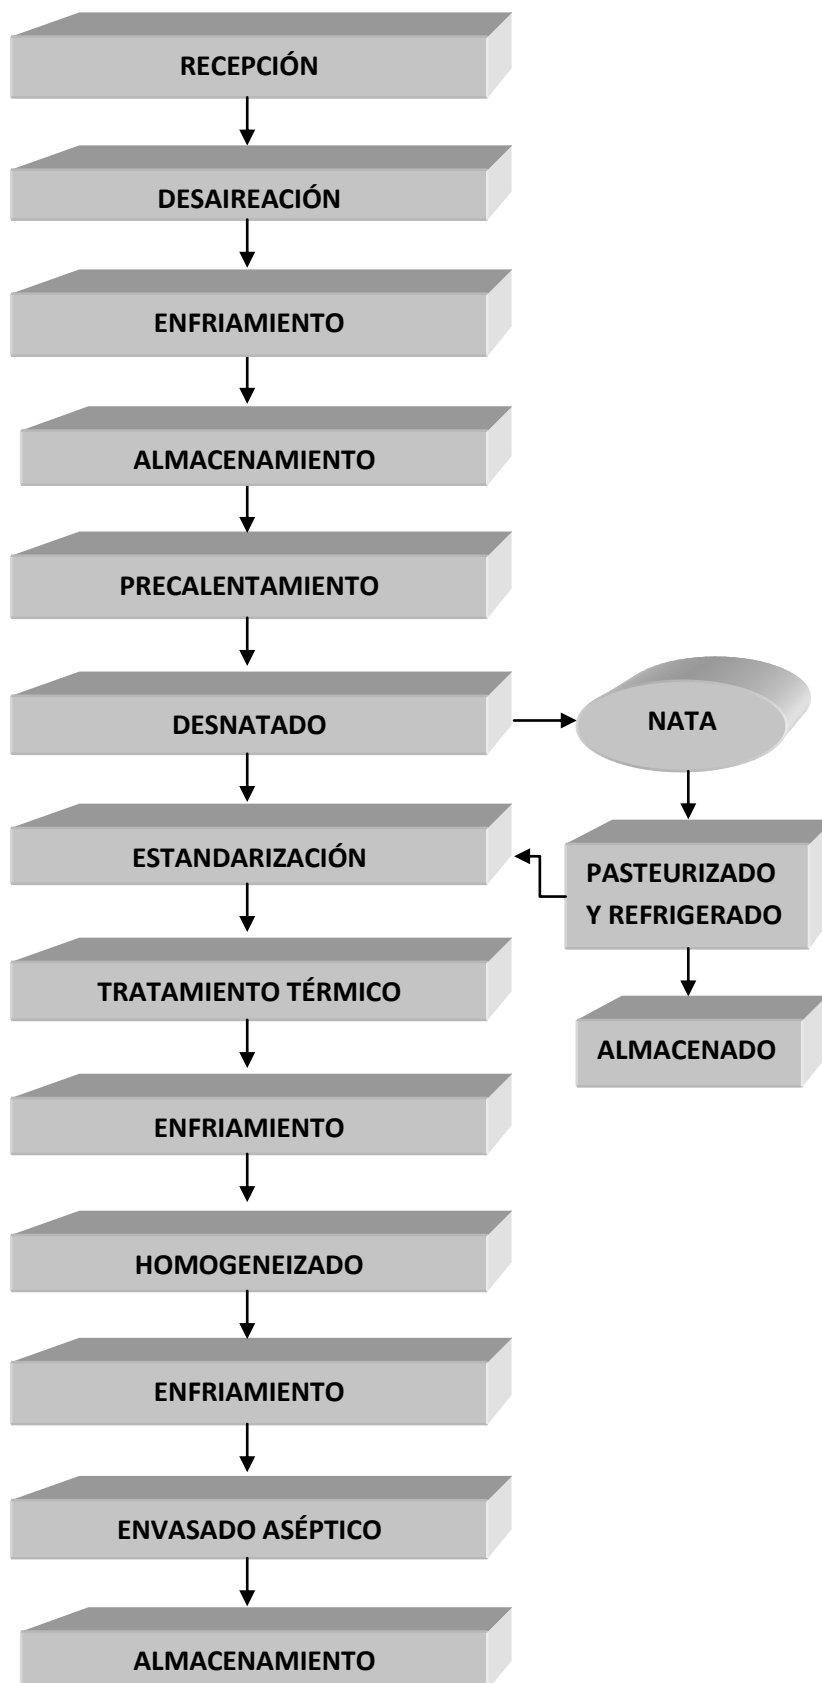 RECEPCIÓN
DESAIREACIÓN
ENFRIAMIENTO
ALMACENAMIENTO
PRECALENTAMIENTO
DESNATADO
NATA
ESTANDARIZACIÓN
PASTEURIZADO
Y REFRIGERADO
TRATAMIENTO TÉRMICO
ALMACENADO
ENFRIAMIENTO
HOMOGENEIZADO
ENFRIAMIENTO
ENVASADO ASÉPTICO
ALMACENAMIENTO